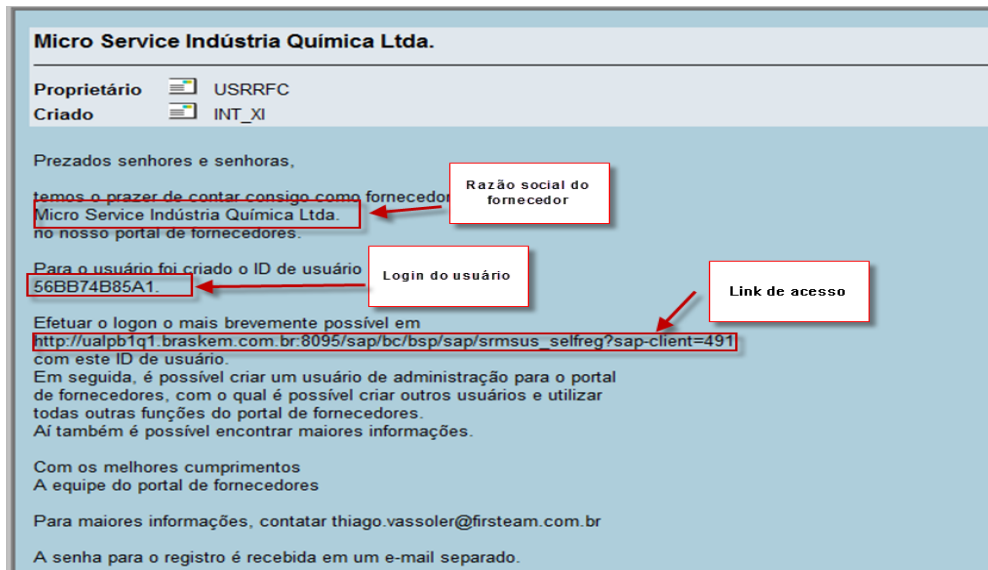 Micro Service Indústria Química Ltda.
Proprietário USRRFC
Criado INT_XI
Prezados senhores e senhoras,
temos o prazer de contar consigo como fornecedor
Razão social do
fornecedor
Micro Service Indústria Química Ltda.
no nosso portal de fornecedores.
Para o usuário foi criado o ID de usuário
Login do usuário
56BB74B85A1.
Link de acesso
Efetuar o logon o mais brevemente possível em
http://ualpb1q1.braskem.com.br:8095/sap/bc/bsp/sap/srmsus_selfreg?sap-client=491
com este ID de usuário.
Em seguida, é possível criar um usuário de administração para o portal
de fornecedores, com o qual é possível criar outros usuários e utilizar
todas outras funções do portal de fornecedores.
Aí também é possível encontrar maiores informações.
Com os melhores cumprimentos
A equipe do portal de fornecedores
Para maiores informações, contatar thiago.vassoler@firsteam.com.br
A senha para o registro é recebida em um e-mail separado.